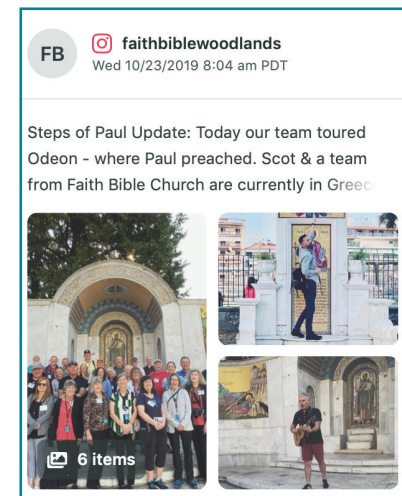 FB
faithbiblewoodlands
Wed 10/23/2019 8:04 am PDT
Steps of Paul Update: Today our team toured
Odeon - where Paul preached. Scot & a team
from Faith Bible Church are currently in Greec
6 items